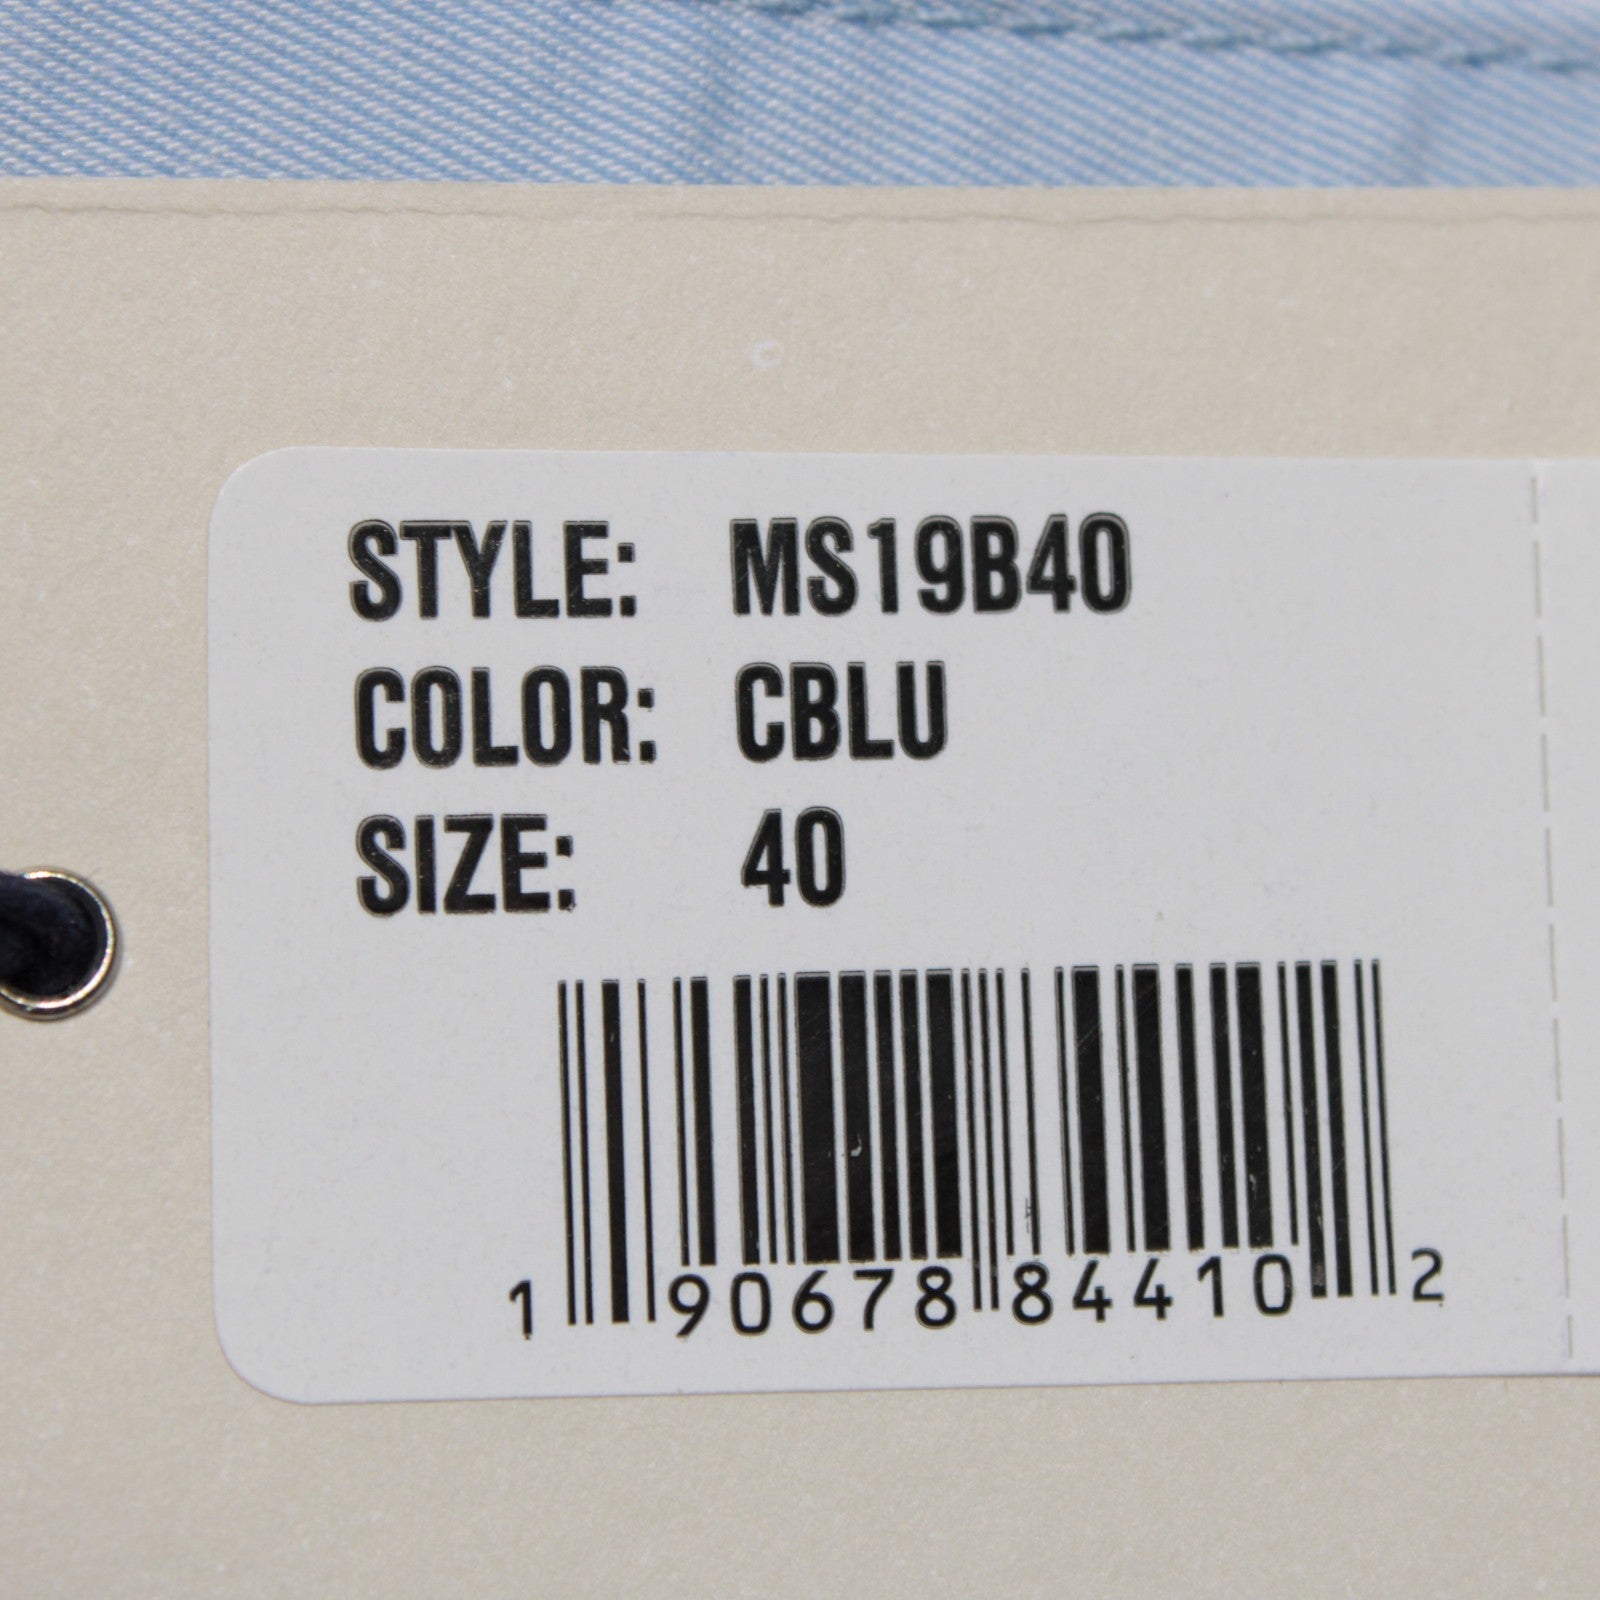 STYLE: MS19B40
COLOR: CBLU
SIZE: 40
1 90678 84410 2